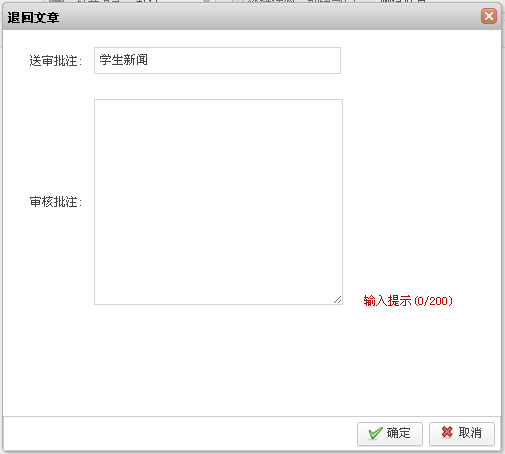 退回文章
送审批注：
学生新闻
审核批注：
输入提示(0/200)
确定
取消